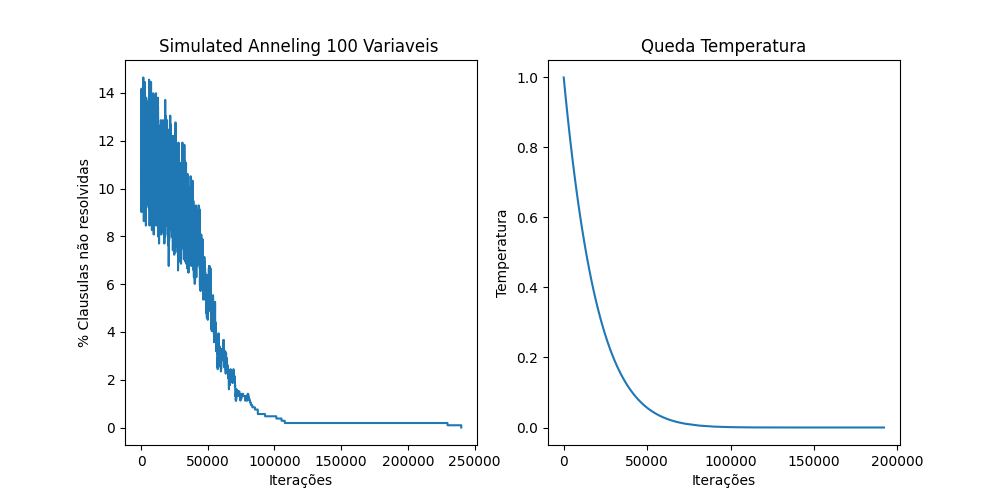 Simulated Anneling 100 Variaveis
% Clausulas não resolvidas
14
12
10
8
6
4
2
0
0 50000 100000 150000 200000 250000
Iterações
Queda Temperatura
Temperatura
1.0
0.8
0.6
0.4
0.2
0.0
0 50000 100000 150000 200000
Iterações